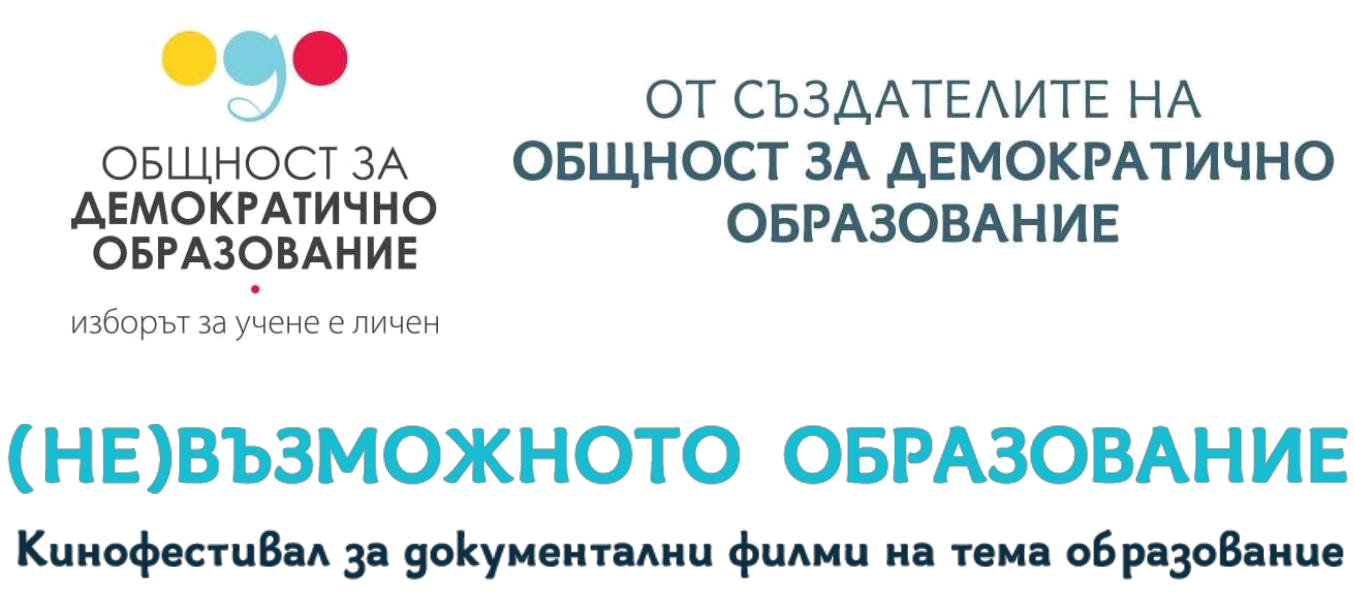 одо
ОБЩНОСТ ЗА
ДЕМОКРАТИЧНО
ОБРАЗОВАНИЕ
изборът за учене е личен
ОТ СЪЗДАТЕЛИТЕ НА
ОБЩНОСТ ЗА ДЕМОКРАТИЧНО
ОБРАЗОВАНИЕ
(НЕ)ВЪЗМОЖНОТО ОБРАЗОВАНИЕ
Кинофестивал за документални филми на тема образование